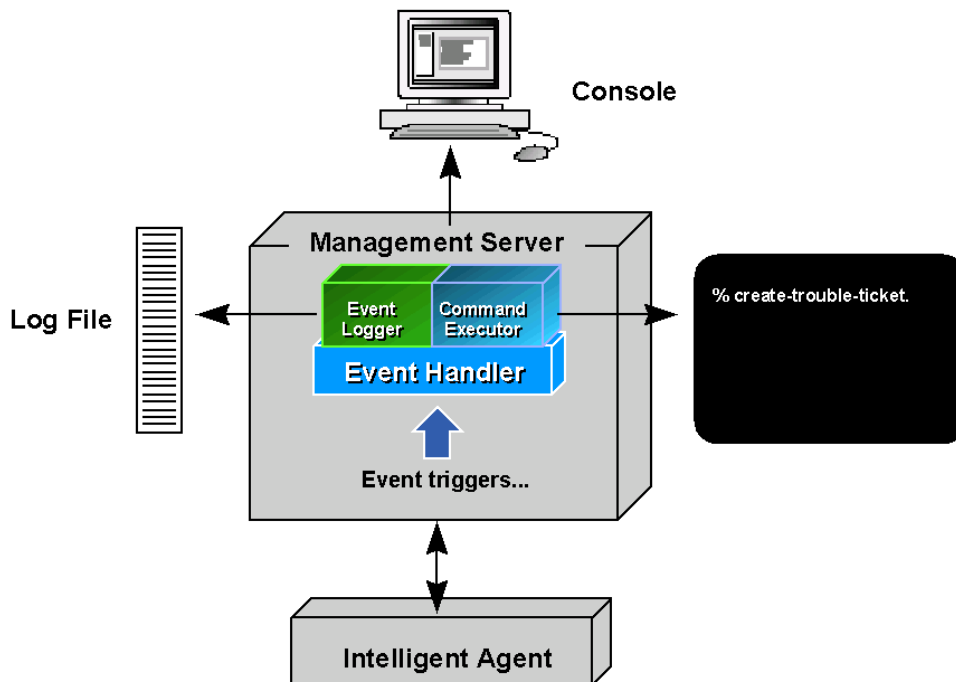 Console
Management Server
Log File
Event
Logger
Command
Executor
Event Handler
Event triggers...
% create-trouble-ticket.
Intelligent Agent